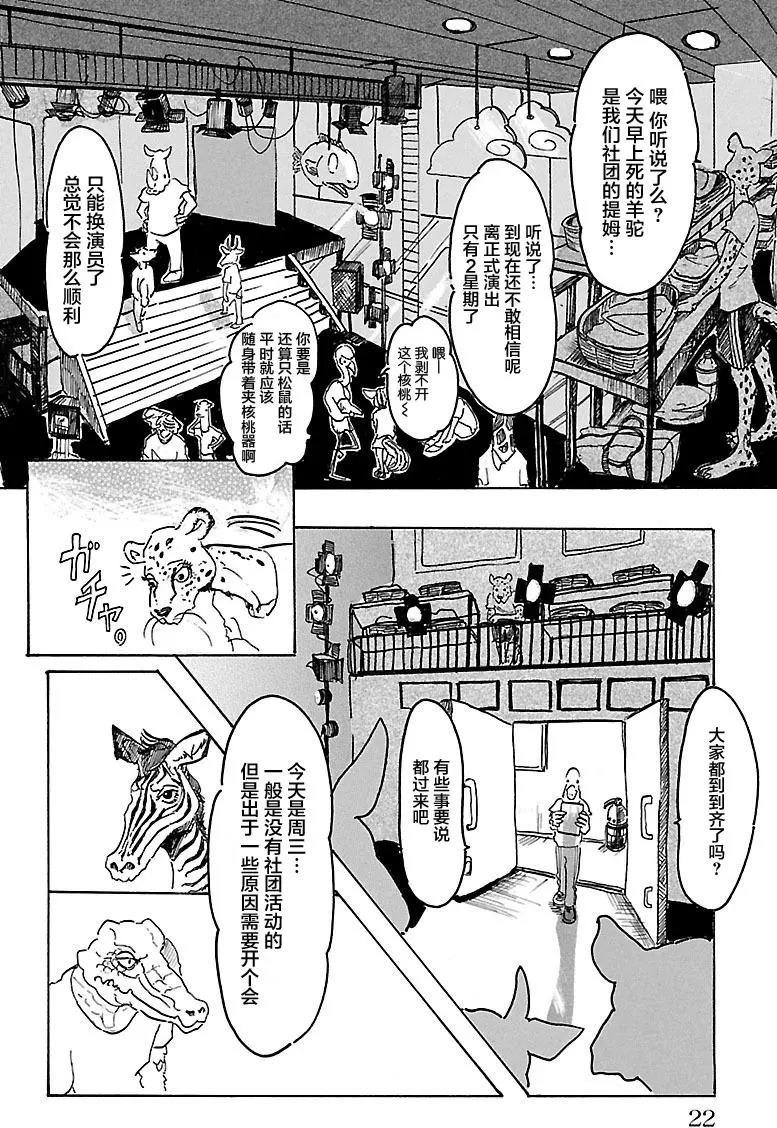 喂 你听说了么？
今天早上死的羊驼
是我们社团的提姆…
听说了…
到现在还不敢相信呢
离正式演出
只有2星期了
只能换演员了
总觉不会那么顺利
喂—
我剥不开
这个核桃～
你要是
还算只松鼠的话
平时就应该
随身带着夹核桃器啊
ガチャ。
大家都到到齐了吗？
有些事要说
都过来吧
今天是周三…
一般是没有社团活动的
但是出于一些原因需要开个会
22